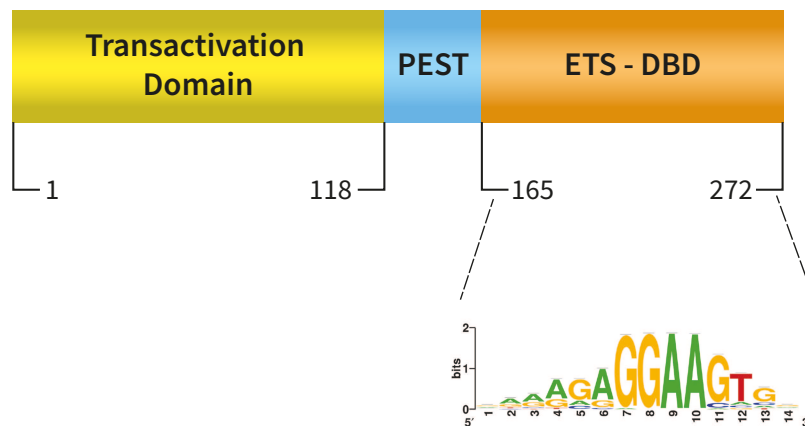 Transactivation
Domain
PEST
ETS - DBD
1
118
165
272
2
1
0
bits
GGAAGTG
5′
1 2 3 4 5 6 7 8 9 10 11 12 13 14